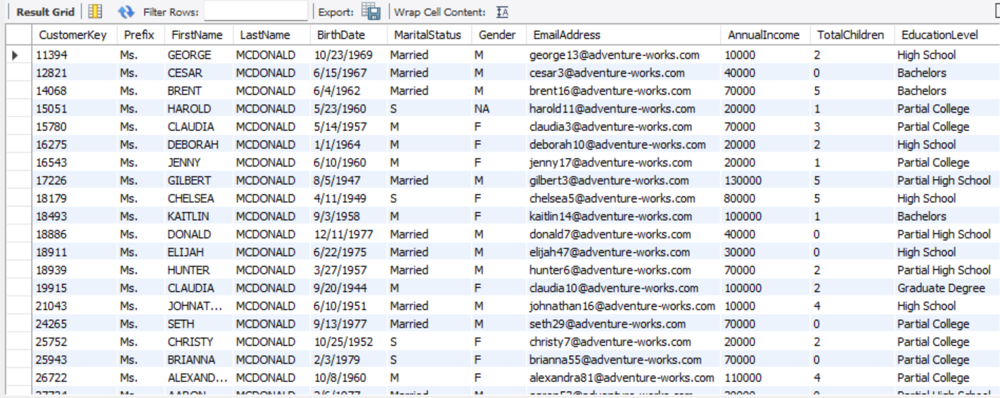 Result Grid Filter Rows: Export: Wrap Cell Content: IA
CustomerKey Prefix FirstName LastName BirthDate MaritalStatus Gender EmailAddress AnnualIncome TotalChildren EducationLevel
11394 Ms. GEORGE MCDONALD 10/23/1969 Married M george13@adventure-works.com 10000 2 High School
12821 Ms. CESAR MCDONALD 6/15/1967 Married M cesar3@adventure-works.com 40000 0 Bachelors
14068 Ms. BRENT MCDONALD 6/4/1962 Married M brent16@adventure-works.com 70000 5 Bachelors
15051 Ms. HAROLD MCDONALD 5/23/1960 S NA harold11@adventure-works.com 20000 1 Partial College
15780 Ms. CLAUDIA MCDONALD 5/14/1957 M F claudia3@adventure-works.com 70000 3 Partial College
16275 Ms. DEBORAH MCDONALD 1/1/1964 M F deborah10@adventure-works.com 20000 2 High School
16543 Ms. JENNY MCDONALD 6/10/1960 M F jenny17@adventure-works.com 20000 1 Partial College
17226 Ms. GILBERT MCDONALD 8/5/1947 Married M gilbert3@adventure-works.com 130000 5 Partial High School
18179 Ms. CHELSEA MCDONALD 4/11/1949 S F chelsea5@adventure-works.com 80000 5 High School
18493 Ms. KAITLIN MCDONALD 9/3/1958 M F kaitlin14@adventure-works.com 100000 1 Bachelors
18886 Ms. DONALD MCDONALD 12/11/1977 Married M donald7@adventure-works.com 40000 0 Partial High School
18911 Ms. ELIJAH MCDONALD 6/22/1975 Married M elijah47@adventure-works.com 30000 0 High School
18939 Ms. HUNTER MCDONALD 3/27/1957 Married M hunter6@adventure-works.com 70000 2 Partial High School
19915 Ms. CLAUDIA MCDONALD 9/20/1944 M F claudia10@adventure-works.com 100000 2 Graduate Degree
21043 Ms. JOHNAT... MCDONALD 6/10/1951 Married M johnathan16@adventure-works.com 10000 4 High School
24265 Ms. SETH MCDONALD 9/13/1977 Married M seth29@adventure-works.com 70000 0 Partial College
25752 Ms. CHRISTY MCDONALD 10/25/1952 S F christy7@adventure-works.com 20000 2 Partial College
25943 Ms. BRIANNA MCDONALD 2/3/1979 S F brianna55@adventure-works.com 70000 0 Partial College
26722 Ms. ALEXAND... MCDONALD 10/8/1960 M F alexandra81@adventure-works.com 110000 4 Partial College